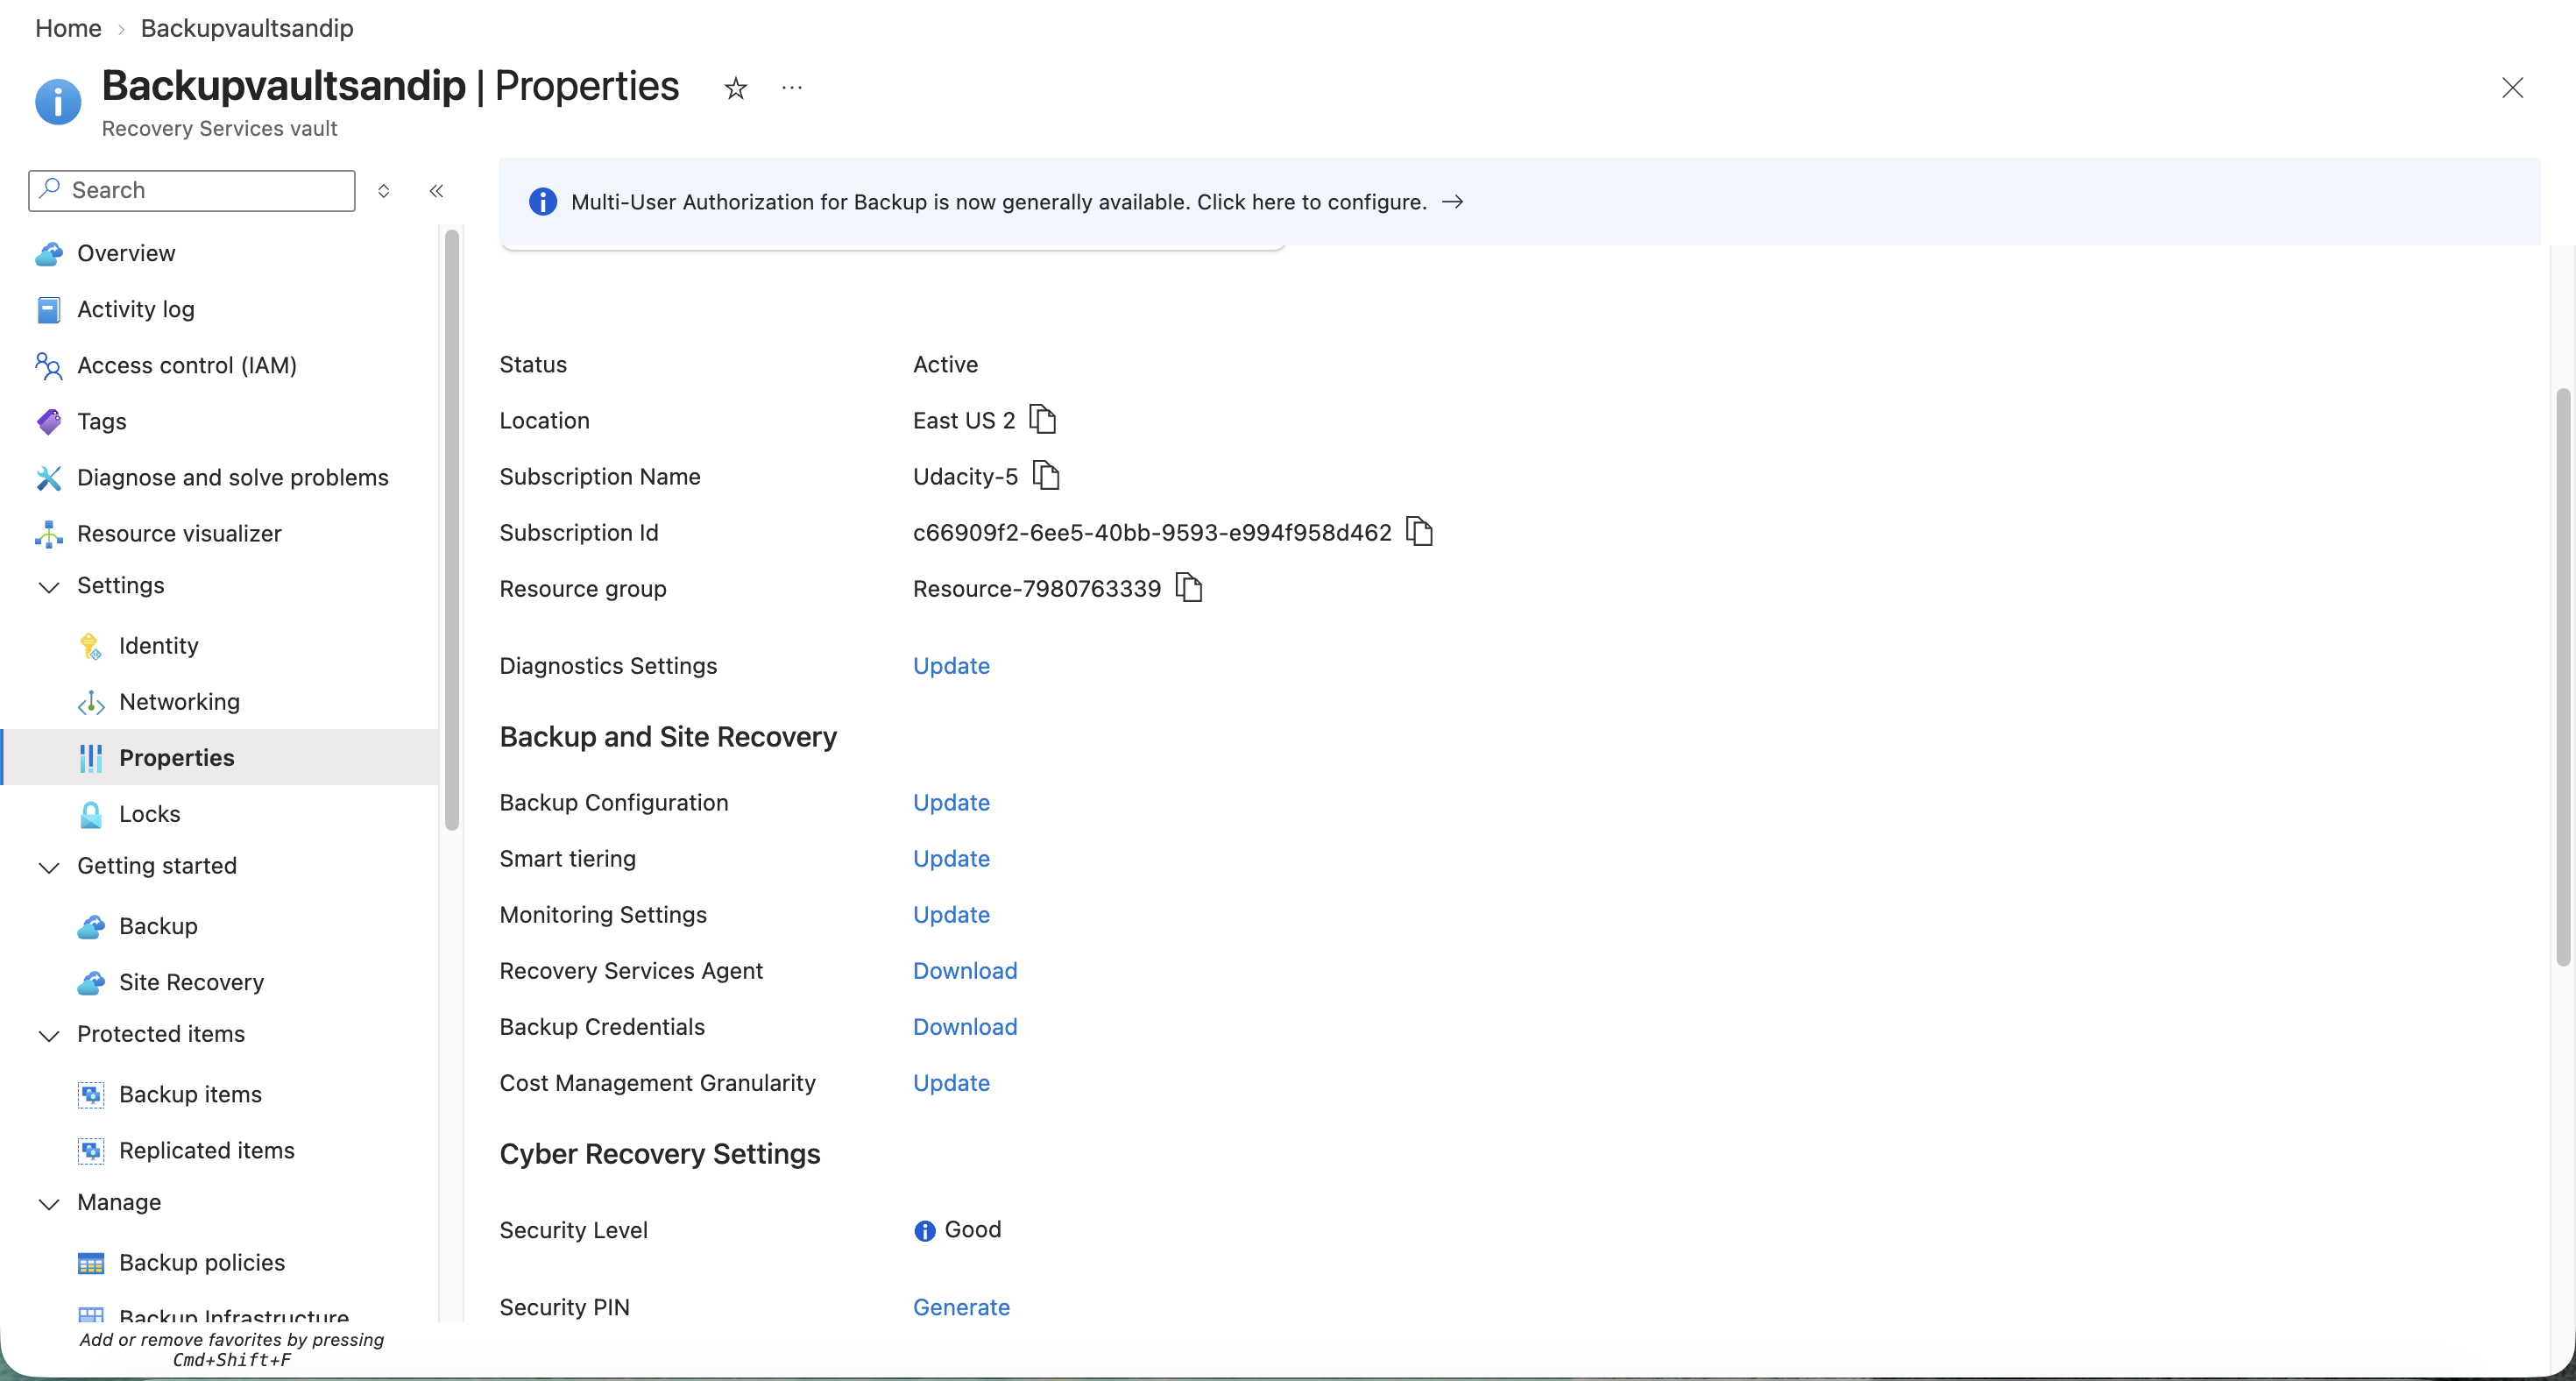 Home > Backupvaultsandip
Backupvaultsandip | Properties
Recovery Services vault
Search
Overview
Activity log
Access control (IAM)
Tags
Diagnose and solve problems
Resource visualizer
Settings
Identity
Networking
Properties
Locks
Getting started
Backup
Site Recovery
Protected items
Backup items
Replicated items
Manage
Backup policies
Backup Infrastructure
Add or remove favorites by pressing
Cmd+Shift+F
Multi-User Authorization for Backup is now generally available. Click here to configure. →
Status Active
Location East US 2
Subscription Name Udacity-5
Subscription Id c66909f2-6ee5-40bb-9593-e994f958d462
Resource group Resource-7980763339
Diagnostics Settings Update
Backup and Site Recovery
Backup Configuration Update
Smart tiering Update
Monitoring Settings Update
Recovery Services Agent Download
Backup Credentials Download
Cost Management Granularity Update
Cyber Recovery Settings
Security Level Good
Security PIN Generate